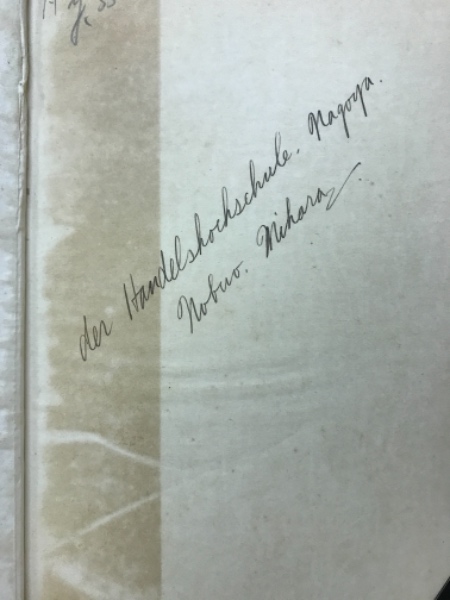 der Handelshochschule. Nagoya.
Nobuo. Mihara.